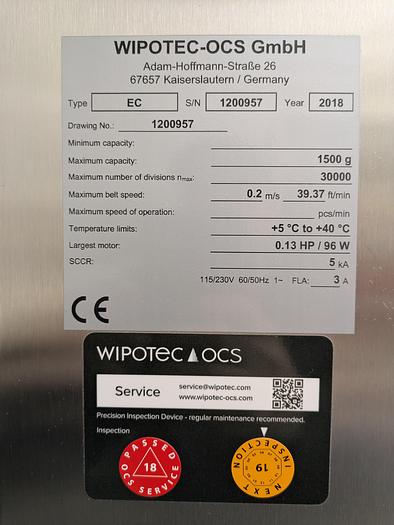 WIPOTEC-OCS GmbH
Adam-Hoffmann-Straße 26
67657 Kaiserslautern / Germany
Type EC S/N 1200957 Year 2018
Drawing No.: 1200957
Minimum capacity:
Maximum capacity: 1500 g
Maximum number of divisions nmax: 30000
Maximum belt speed: 0.2 m/s 39.37 ft/min
Maximum speed of operation: pcs/min
Temperature limits: +5 °C to +40 °C
Largest motor: 0.13 HP / 96 W
SCCR: 5 kA
115/230V 60/50Hz 1~ FLA: 3 A
CE
WIPOTEC OCS
Service
service@wipotec.com
www.wipotec-ocs.com
Precision Inspection Device - regular maintenance recommended.
Inspection
PASSED
18
OCS SERVICE
INSPECTION
19
NEXT